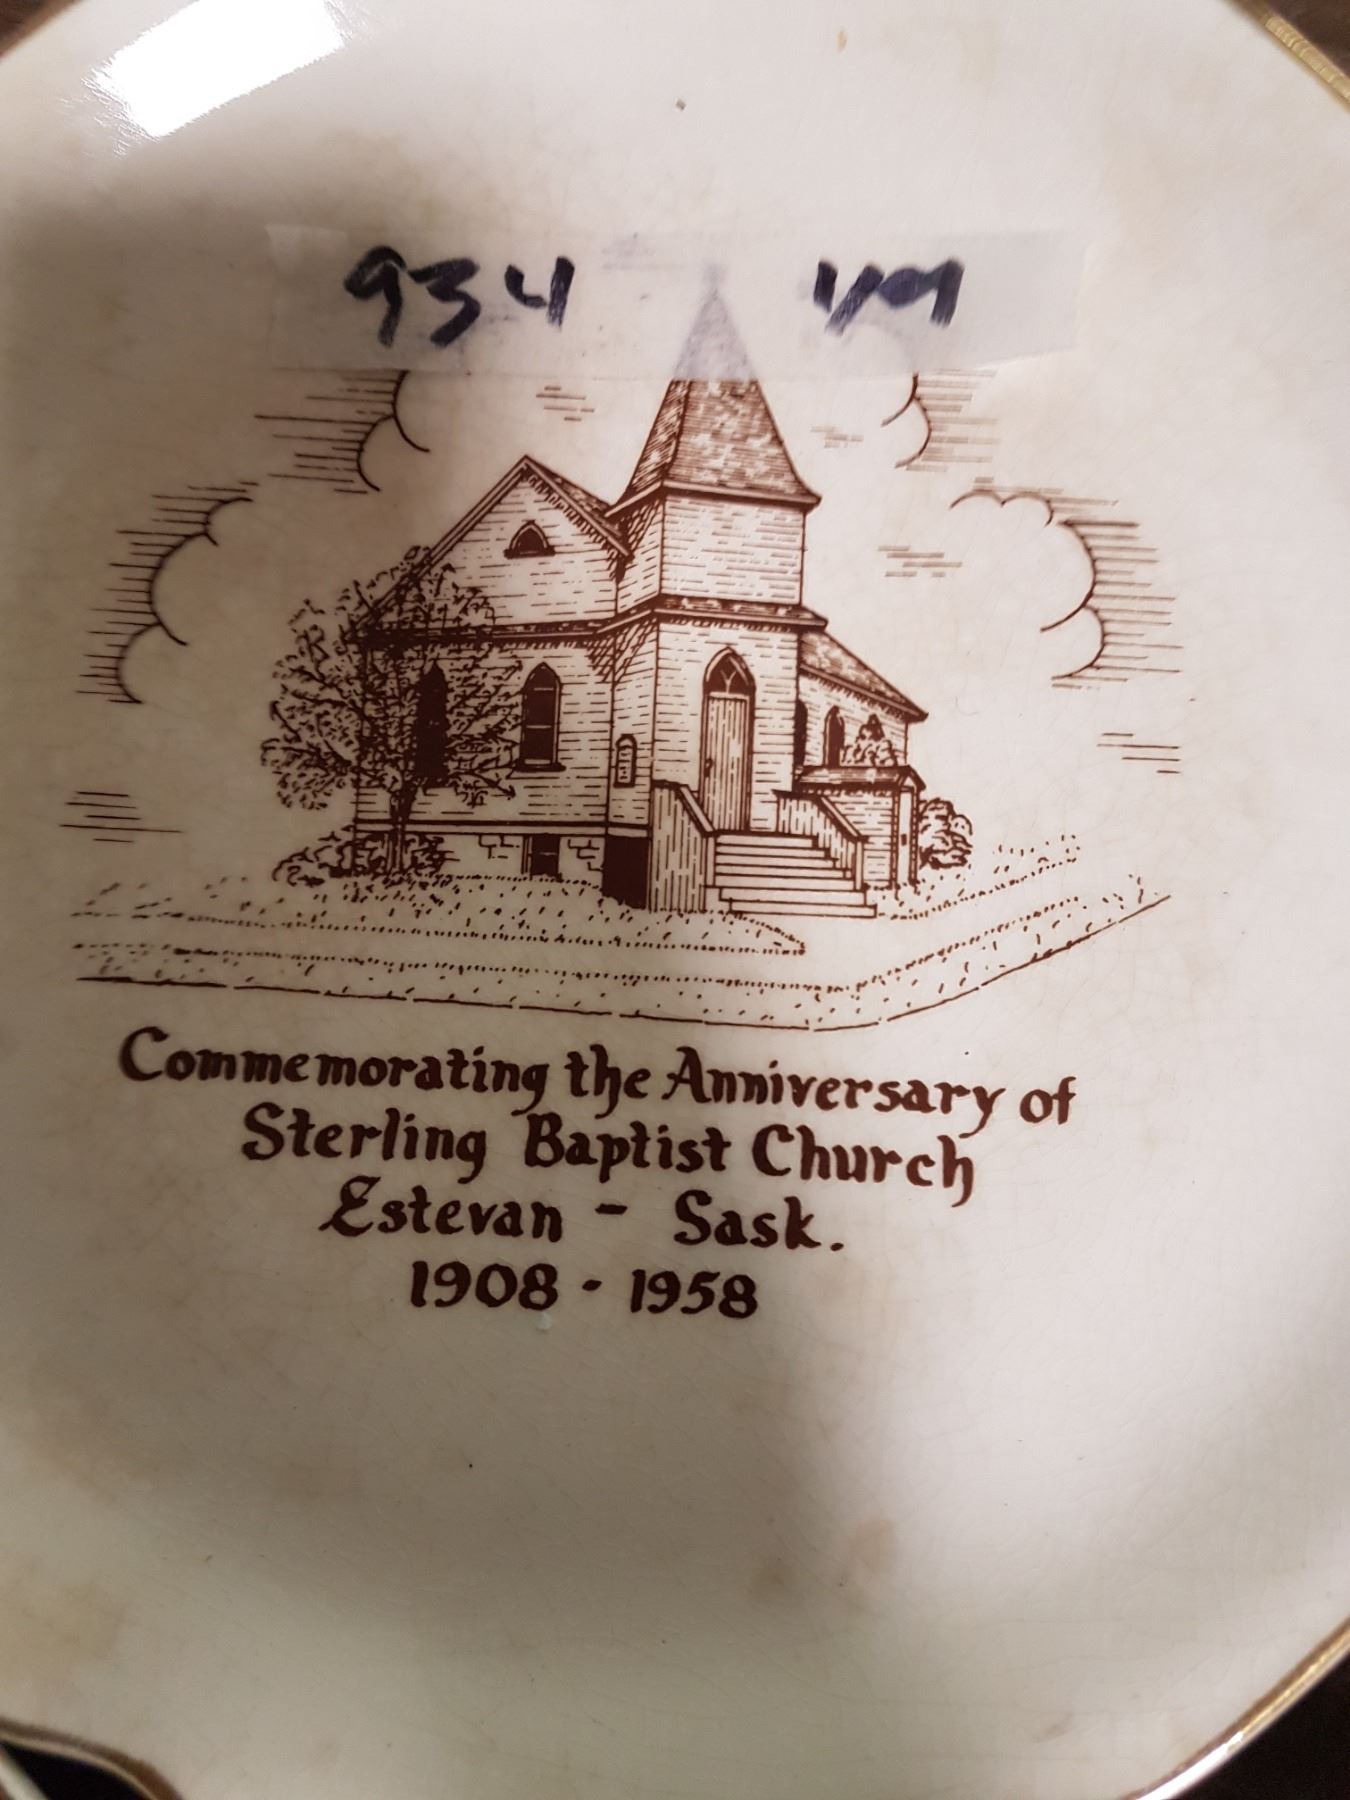 934
Commemorating the Anniversary of
Sterling Baptist Church
Estevan - Sask.
1908 - 1958